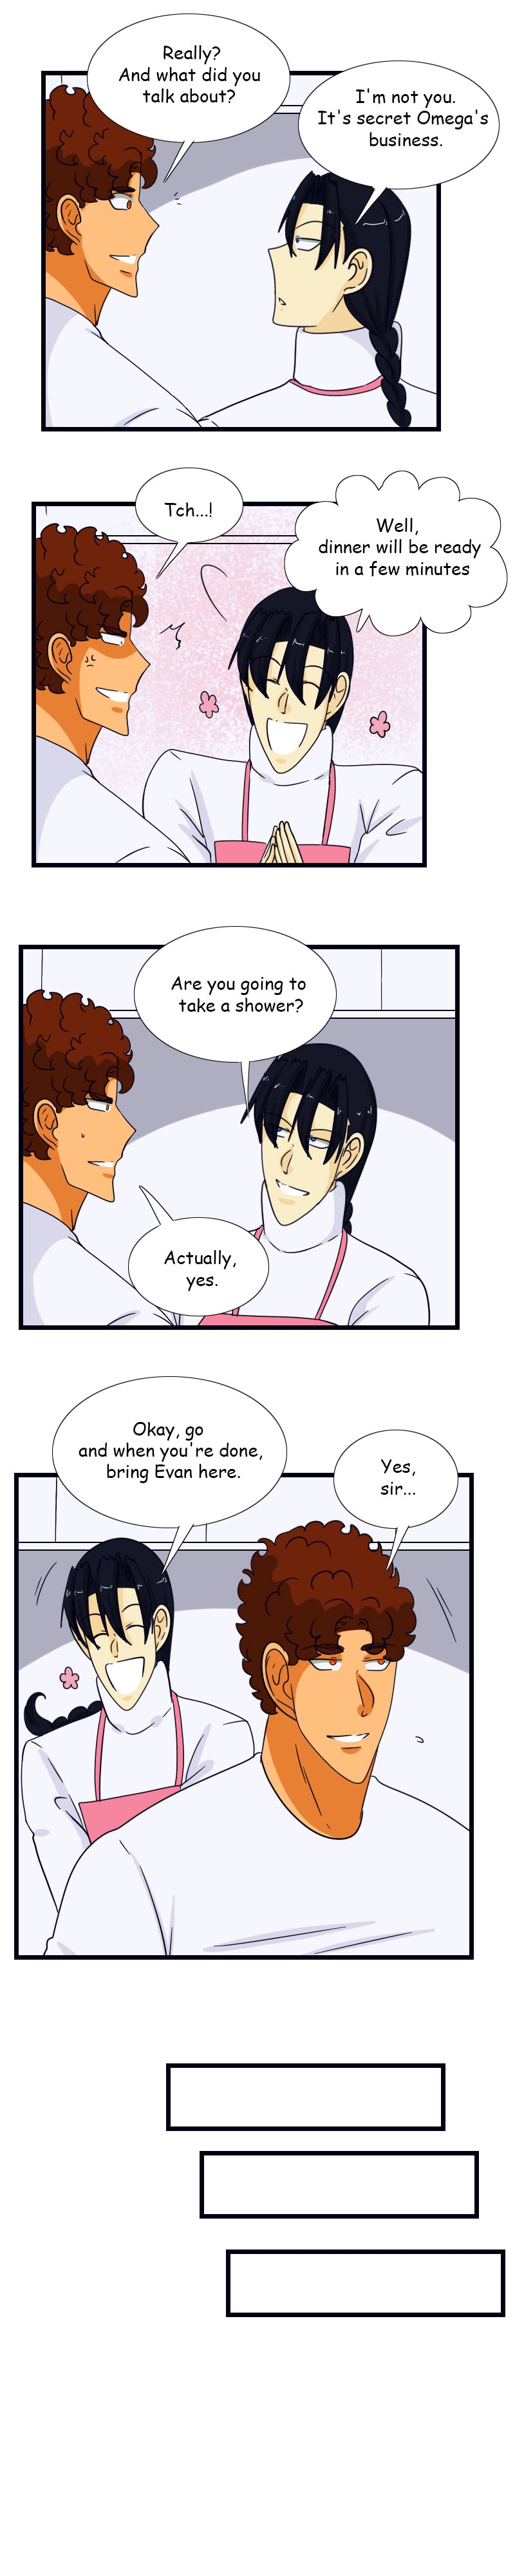 Really?
And what did you
talk about?
I'm not you.
It's secret Omega's
business.
Tch...!
Well,
dinner will be ready
in a few minutes
Are you going to
take a shower?
Actually,
yes.
Okay, go
and when you're done,
bring Evan here.
Yes,
sir...